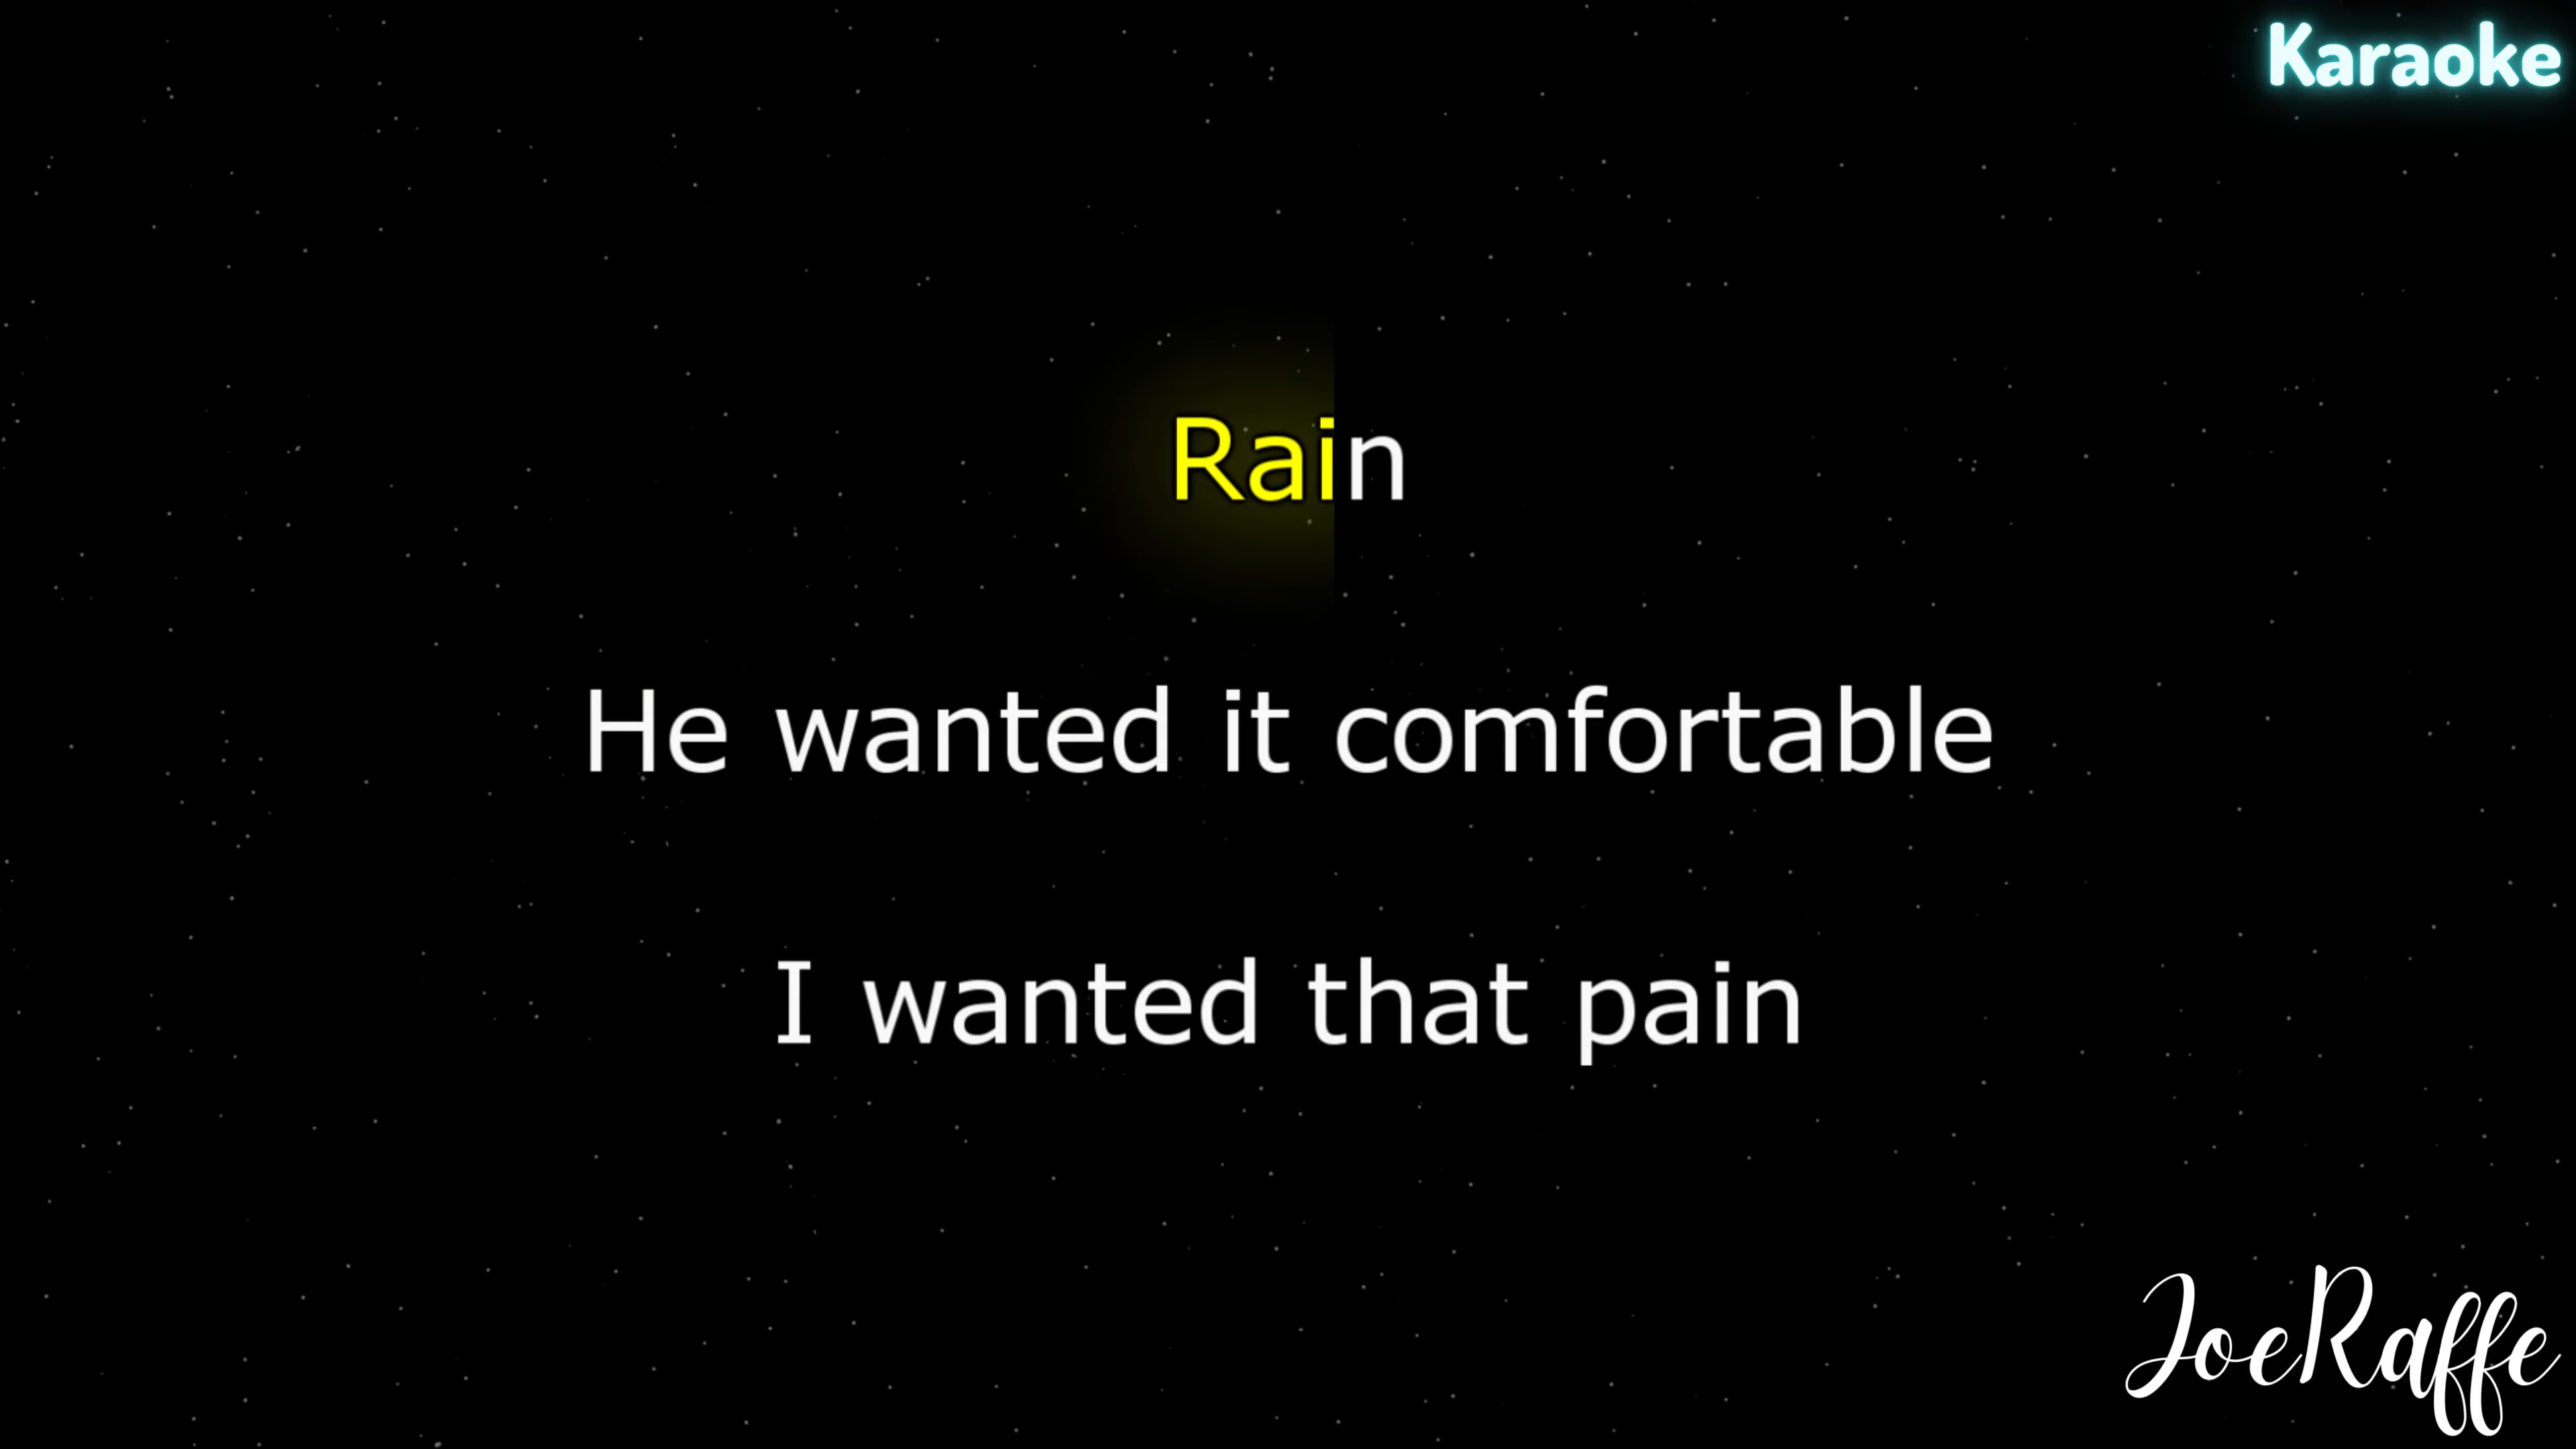 Karaoke
Rain
He wanted it comfortable
I wanted that pain
JoeRaffe